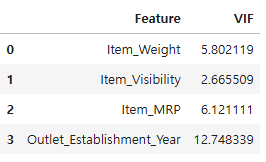 Feature VIF
0 Item_Weight 5.802119
1 Item_Visibility 2.665509
2 Item_MRP 6.121111
3 Outlet_Establishment_Year 12.748339